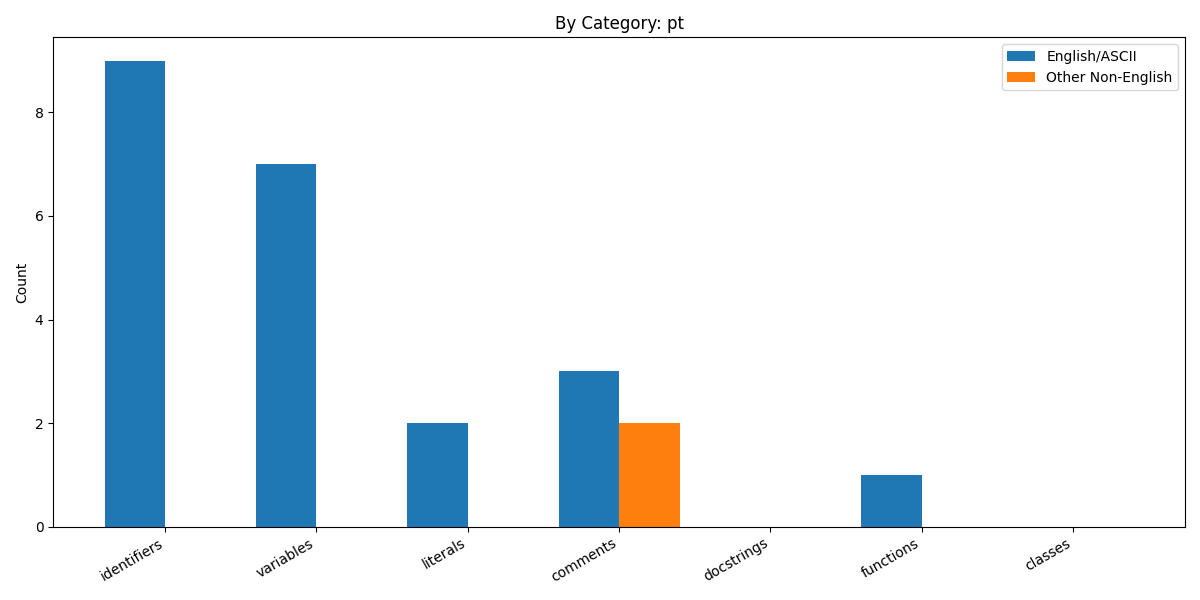 By Category: pt
English/ASCII
Other Non-English
Count
8
6
4
2
0
identifiers
variables
literals
comments
docstrings
functions
classes